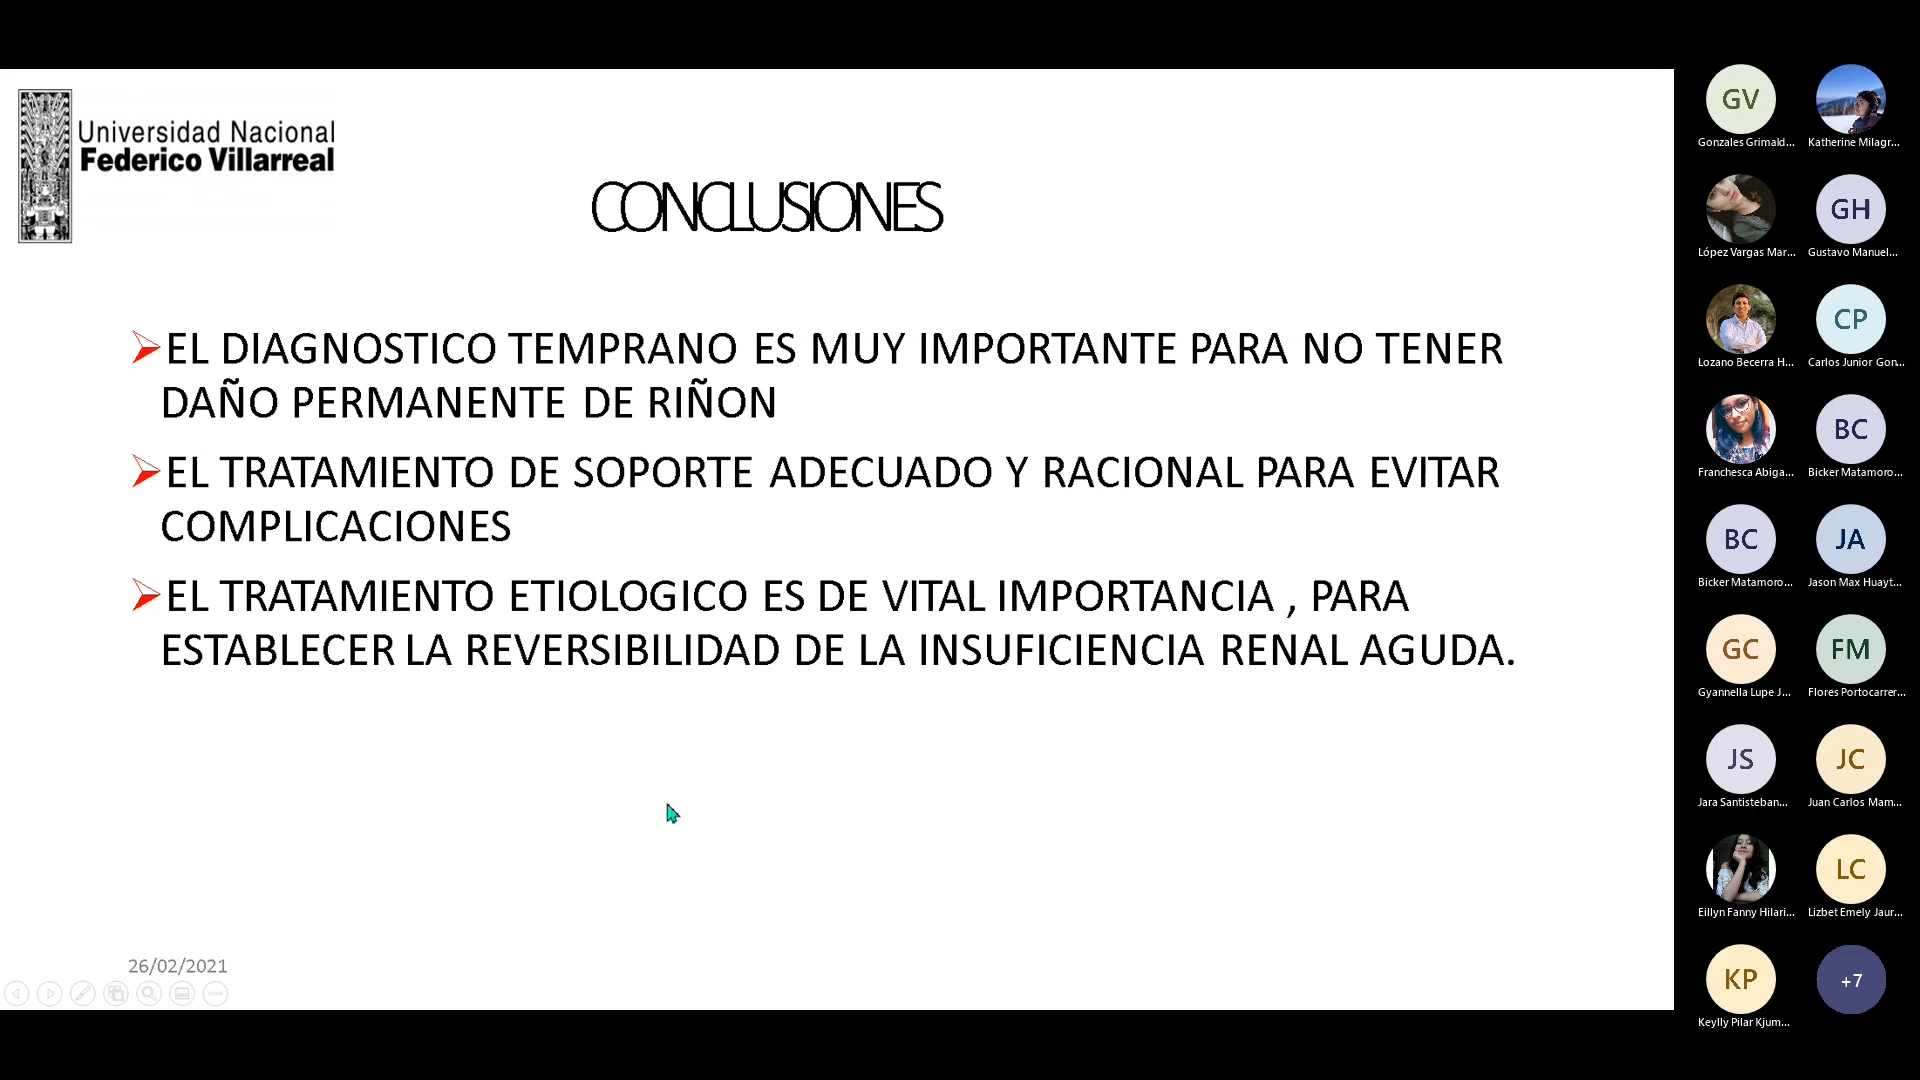 Universidad Nacional
Federico Villarreal
CONCLUSIONES
EL DIAGNOSTICO TEMPRANO ES MUY IMPORTANTE PARA NO TENER
DAÑO PERMANENTE DE RIÑON
EL TRATAMIENTO DE SOPORTE ADECUADO Y RACIONAL PARA EVITAR
COMPLICACIONES
EL TRATAMIENTO ETIOLOGICO ES DE VITAL IMPORTANCIA , PARA
ESTABLECER LA REVERSIBILIDAD DE LA INSUFICIENCIA RENAL AGUDA.
26/02/2021
GV
Gonzales Grimald...
Katherine Milagr...
López Vargas Mar...
GH
Gustavo Manuel...
Lozano Becerra H...
CP
Carlos Junior Gon...
Franchesca Abiga...
BC
Bicker Matamoro...
BC
Bicker Matamoro...
JA
Jason Max Huayt...
GC
Gyannella Lupe J...
FM
Flores Portocarrer...
JS
Jara Santisteban...
JC
Juan Carlos Mam...
Eillyn Fanny Hilari...
LC
Lizbet Emely Jaur...
KP
Keylly Pilar Kjum...
+7